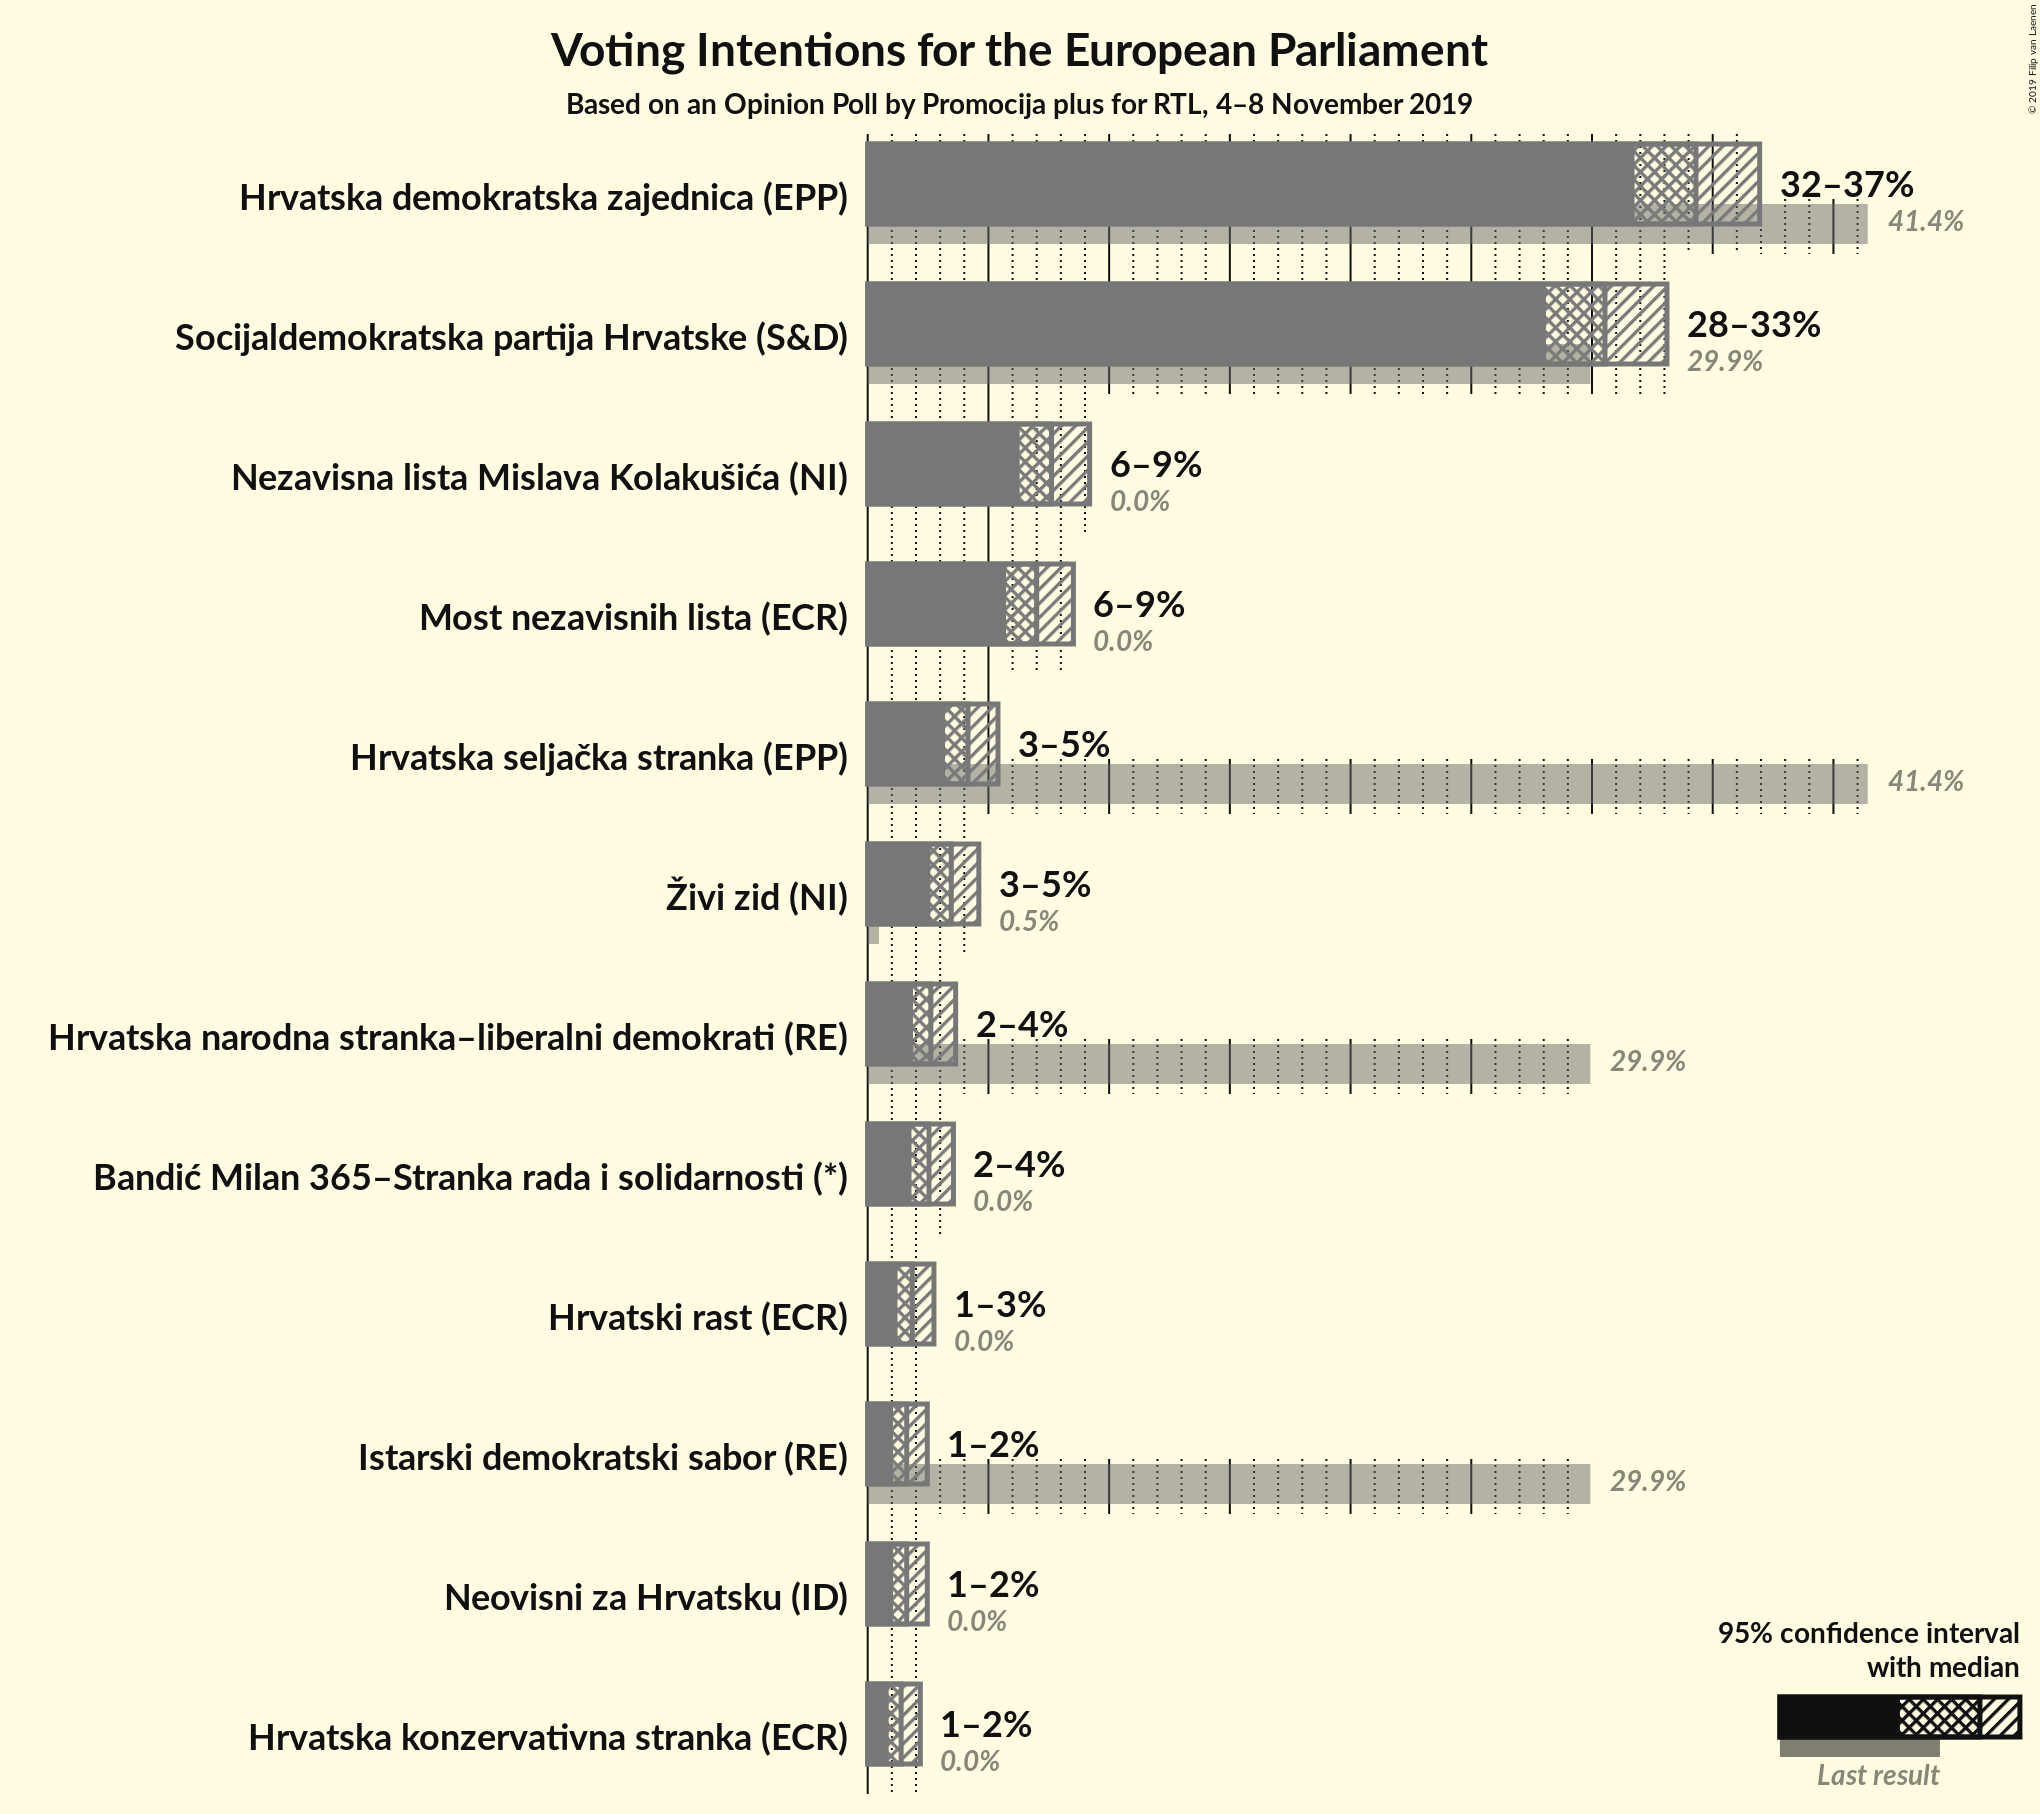 Voting Intentions for the European Parliament
Based on an Opinion Poll by Promocija plus for RTL, 4–8 November 2019
© 2019 Filip van Laenen
Hrvatska demokratska zajednica (EPP)
32–37%
41.4%
Socijaldemokratska partija Hrvatske (S&D)
28–33%
29.9%
Nezavisna lista Mislava Kolakušića (NI)
6–9%
0.0%
Most nezavisnih lista (ECR)
6–9%
0.0%
Hrvatska seljačka stranka (EPP)
3–5%
41.4%
Živi zid (NI)
3–5%
0.5%
Hrvatska narodna stranka–liberalni demokrati (RE)
2–4%
29.9%
Bandić Milan 365–Stranka rada i solidarnosti (*)
2–4%
0.0%
Hrvatski rast (ECR)
1–3%
0.0%
Istarski demokratski sabor (RE)
1–2%
29.9%
Neovisni za Hrvatsku (ID)
1–2%
0.0%
Hrvatska konzervativna stranka (ECR)
1–2%
0.0%
95% confidence interval
with median
Last result